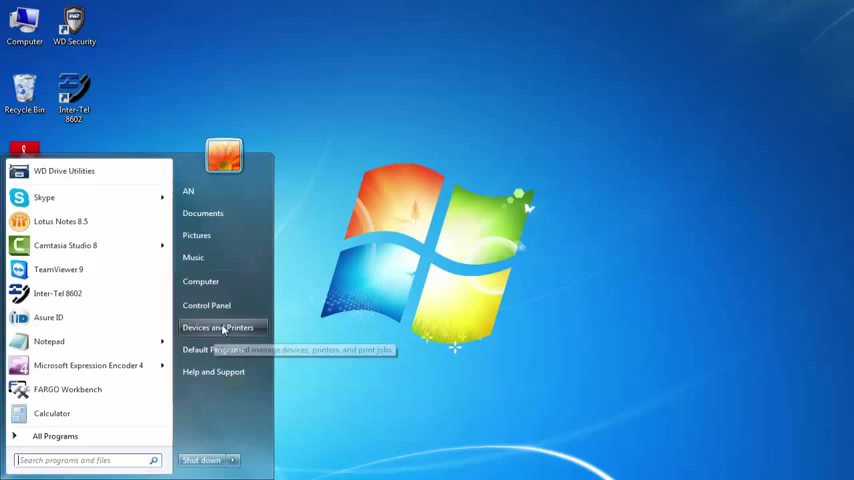 Computer
WD Security
Recycle Bin
Inter-Tel
8602
WD Drive Utilities
Skype
Lotus Notes 8.5
Camtasia Studio 8
TeamViewer 9
Inter-Tel 8602
Asure ID
Notepad
Microsoft Expression Encoder 4
FARGO Workbench
Calculator
All Programs
Search programs and files
AN
Documents
Pictures
Music
Computer
Control Panel
Devices and Printers
Default
manage devices, printers, and print jobs.
Help and Support
Shut down